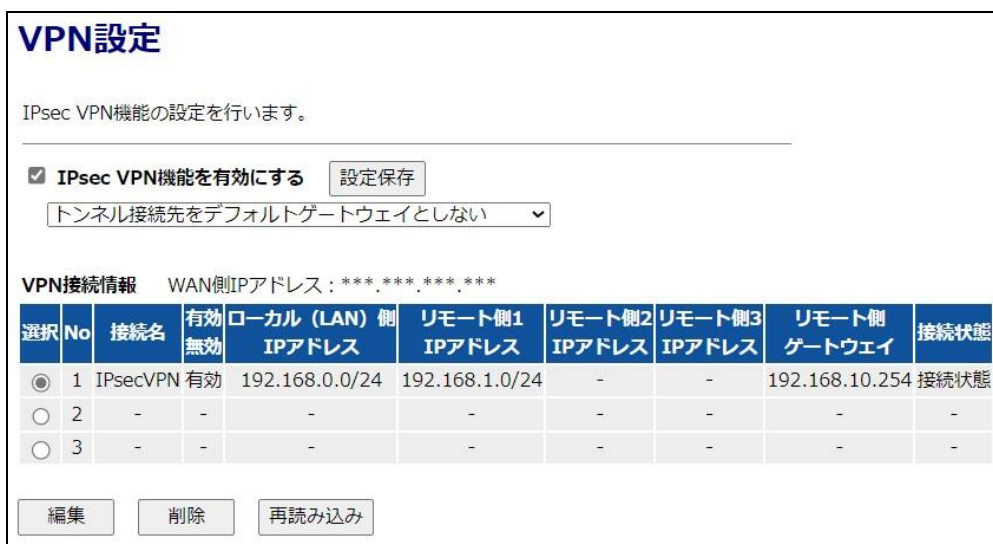 VPN設定
IPsec VPN機能の設定を行います。
IPsec VPN機能を有効にする 設定保存
トンネル接続先をデフォルトゲートウェイとしない
VPN接続情報 WAN側IPアドレス：***.***.***.***
選択 No 接続名 有効無効 ローカル（LAN）側IPアドレス リモート側1IPアドレス リモート側2IPアドレス リモート側3IPアドレス リモート側ゲートウェイ 接続状態
1 IPsecVPN 有効 192.168.0.0/24 192.168.1.0/24 - - 192.168.10.254 接続状態
2 - - - - - - - -
3 - - - - - - - -
編集 削除 再読み込み